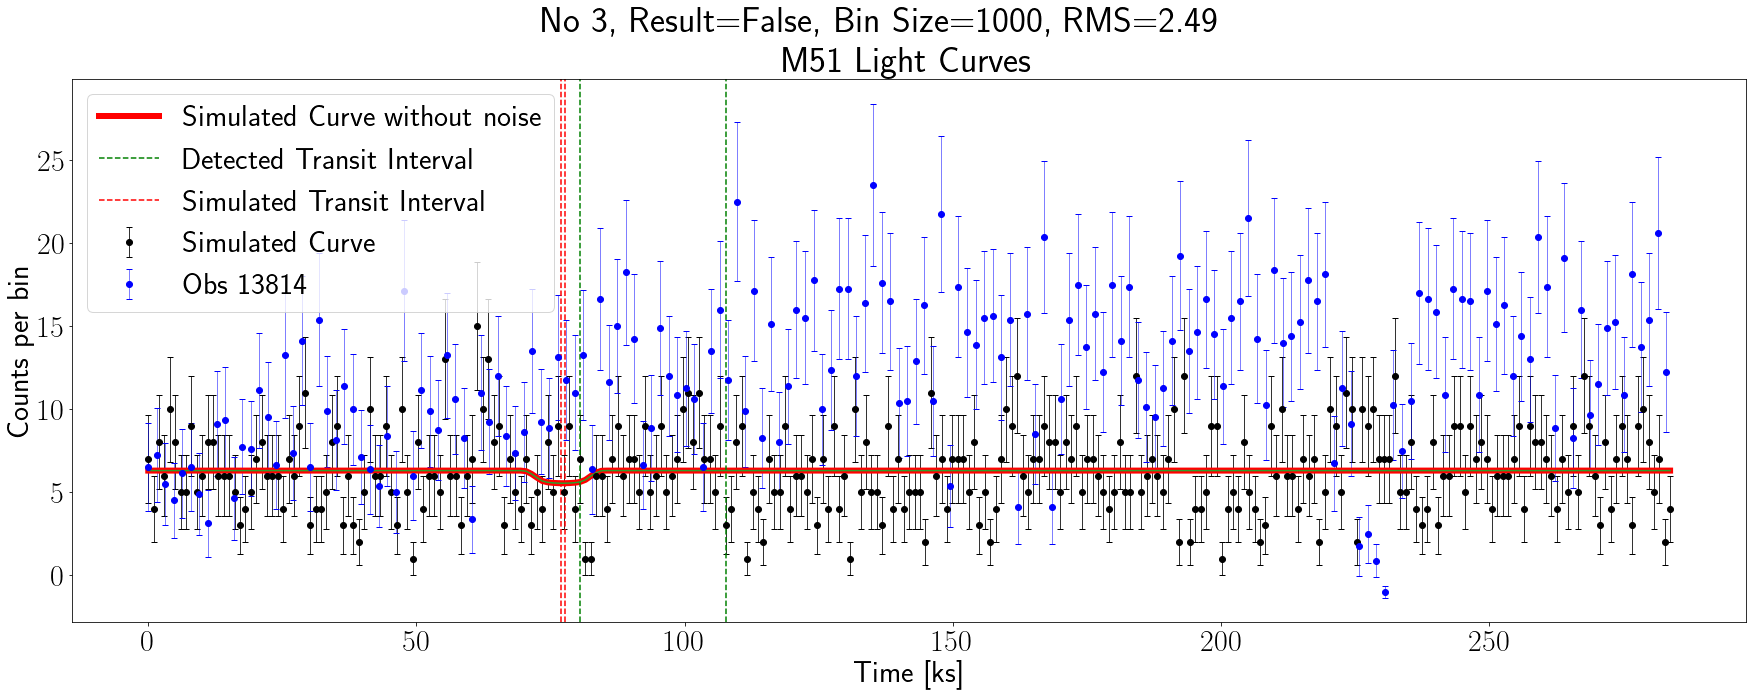 No 3, Result=False, Bin Size=1000, RMS=2.49
M51 Light Curves
Simulated Curve without noise
Detected Transit Interval
Simulated Transit Interval
Simulated Curve
Obs 13814
Counts per bin
25
20
15
10
5
0
0 50 100 150 200 250
Time [ks]